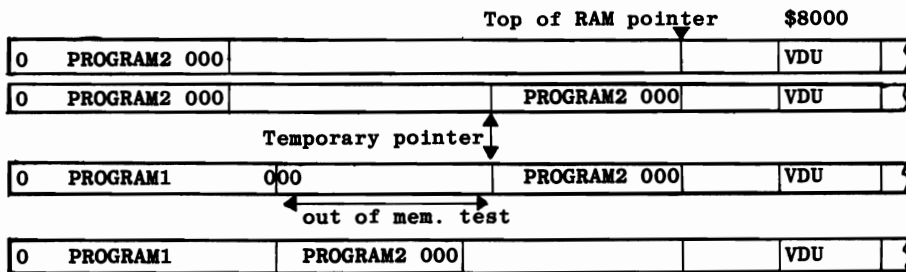 Top of RAM pointer $8000
0 PROGRAM2 000 VDU
0 PROGRAM2 000 PROGRAM2 000 VDU
Temporary pointer
0 PROGRAM1 000 PROGRAM2 000 VDU
out of mem. test
0 PROGRAM1 PROGRAM2 000 VDU